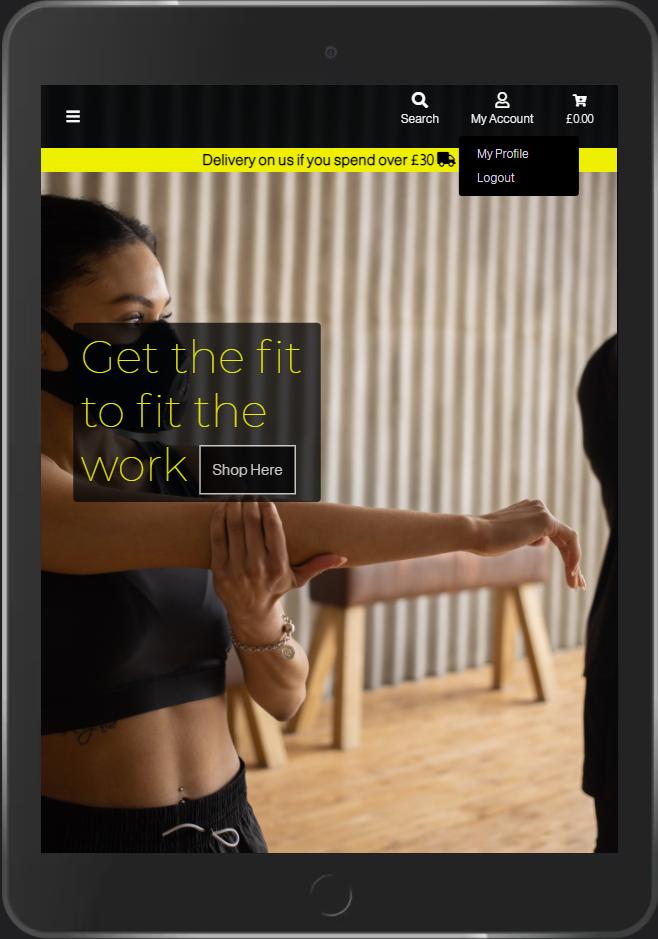 Search
My Account
£0.00
Delivery on us if you spend over £30
My Profile
Logout
Get the fit
to fit the
work
Shop Here